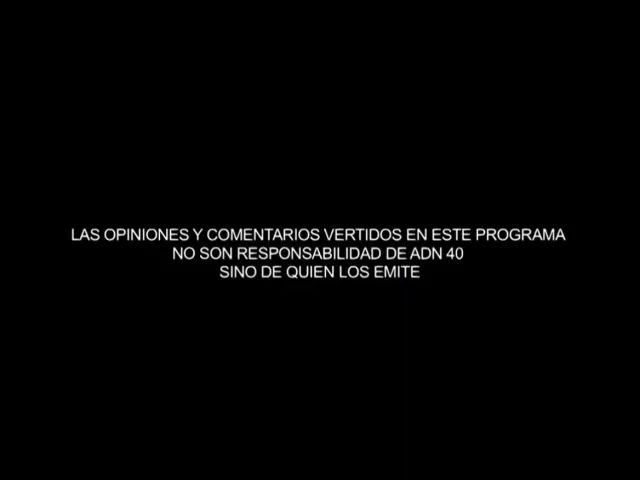 LAS OPINIONES Y COMENTARIOS VERTIDOS EN ESTE PROGRAMA
NO SON RESPONSABILIDAD DE ADN 40
SINO DE QUIEN LOS EMITE